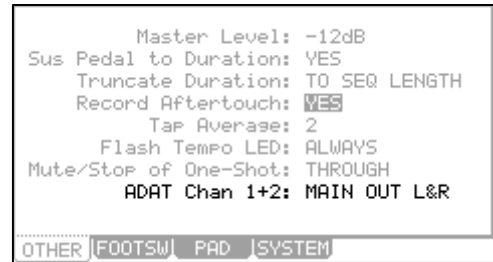 Master Level: -12dB
Sus Pedal to Duration: YES
Truncate Duration: TO SEQ LENGTH
Record Aftertouch: YES
Tap Average: 2
Flash Tempo LED: ALWAYS
Mute/Stop of One-Shot: THROUGH
ADAT Chan 1+2: MAIN OUT L&R
OTHER FOOTSW PAD SYSTEM